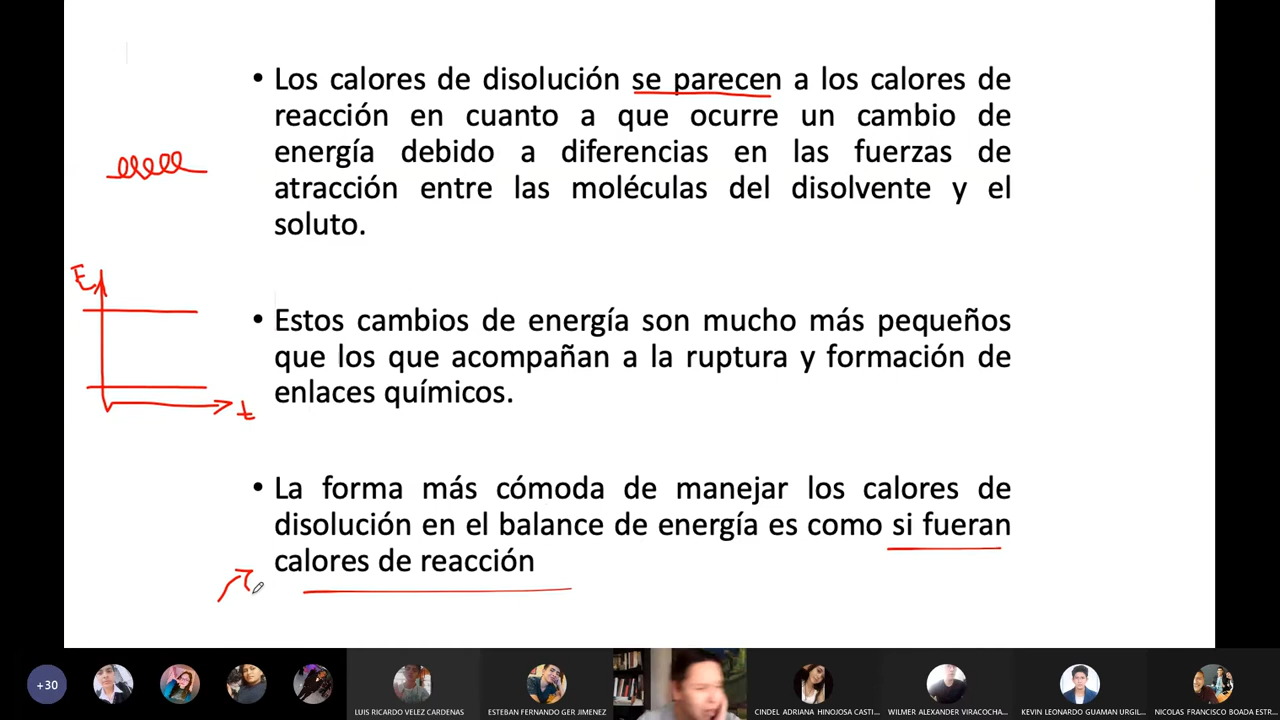 • Los calores de disolución se parecen a los calores de
reacción en cuanto a que ocurre un cambio de
energía debido a diferencias en las fuerzas de
atracción entre las moléculas del disolvente y el
soluto.
E
• Estos cambios de energía son mucho más pequeños
que los que acompañan a la ruptura y formación de
enlaces químicos.
t
• La forma más cómoda de manejar los calores de
disolución en el balance de energía es como si fueran
calores de reacción
+30
LUIS RICARDO VELEZ CARDENAS
ESTEBAN FERNANDO GER JIMENEZ
CINDEL ADRIANA HINOJOSA CASTI...
WILMER ALEXANDER VIRACOCHA...
KEVIN LEONARDO GUAMAN URGIL...
NICOLAS FRANCISCO BOADA ESTR...